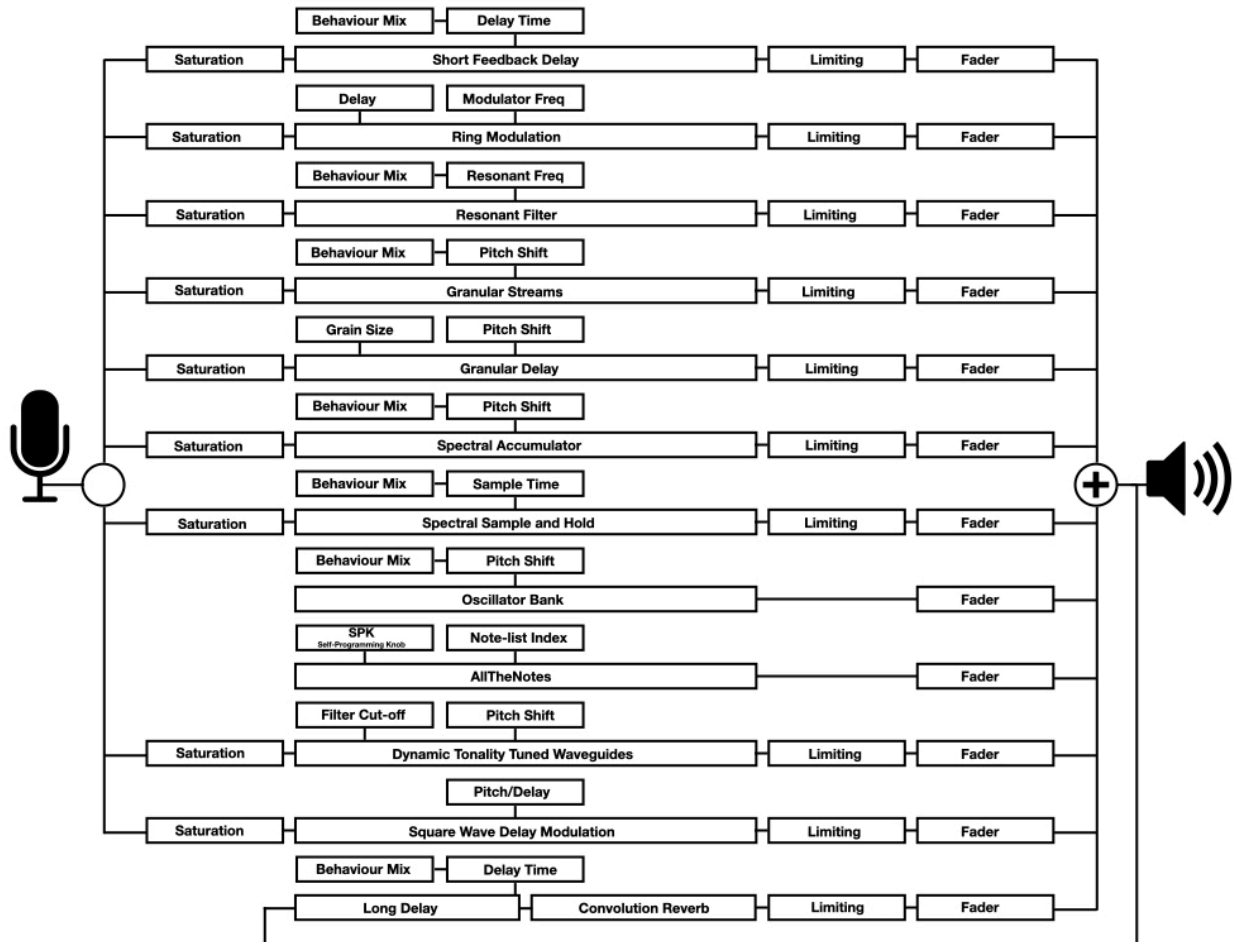 Behaviour Mix Delay Time
Saturation Short Feedback Delay Limiting Fader
Delay Modulator Freq
Saturation Ring Modulation Limiting Fader
Behaviour Mix Resonant Freq
Saturation Resonant Filter Limiting Fader
Behaviour Mix Pitch Shift
Saturation Granular Streams Limiting Fader
Grain Size Pitch Shift
Saturation Granular Delay Limiting Fader
Behaviour Mix Pitch Shift
Saturation Spectral Accumulator Limiting Fader
Behaviour Mix Sample Time
Saturation Spectral Sample and Hold Limiting Fader
Behaviour Mix Pitch Shift
Oscillator Bank Fader
SPK Note-list Index
Self-Programming Knob
AllTheNotes Fader
Filter Cut-off Pitch Shift
Saturation Dynamic Tonality Tuned Waveguides Limiting Fader
Pitch/Delay
Saturation Square Wave Delay Modulation Limiting Fader
Behaviour Mix Delay Time
Long Delay Convolution Reverb Limiting Fader